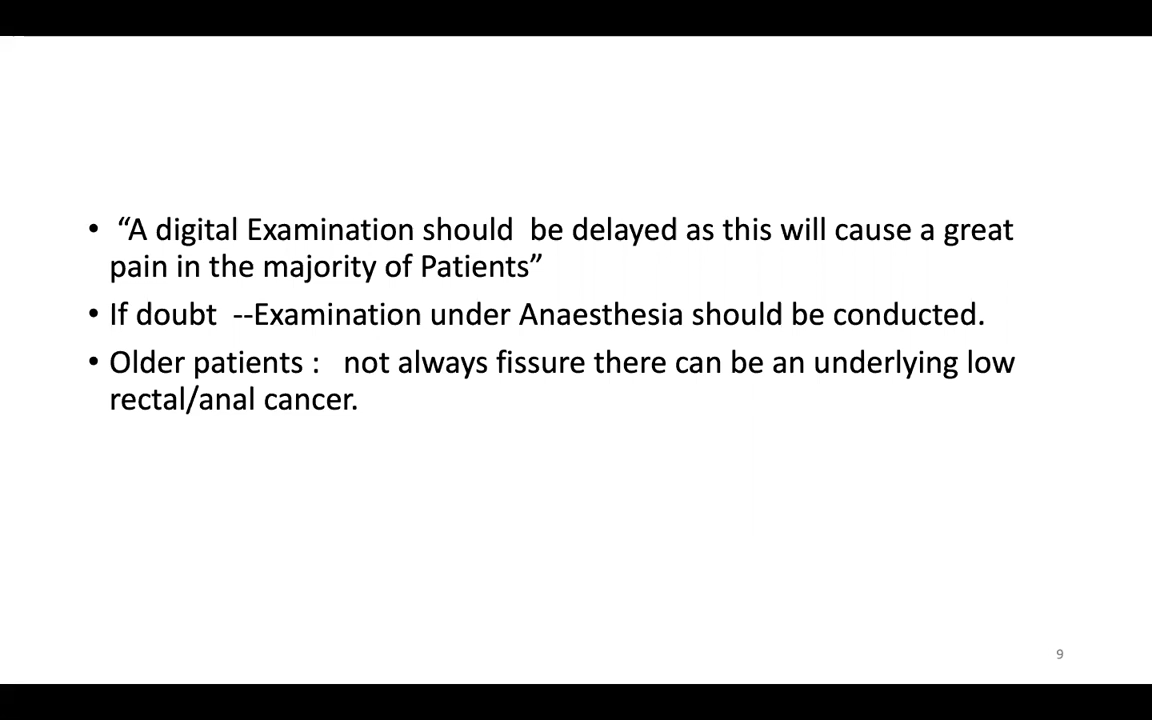 • “A digital Examination should  be delayed as this will cause a great
pain in the majority of Patients”
• If doubt  --Examination under Anaesthesia should be conducted.
• Older patients :   not always fissure there can be an underlying low
rectal/anal cancer.
9